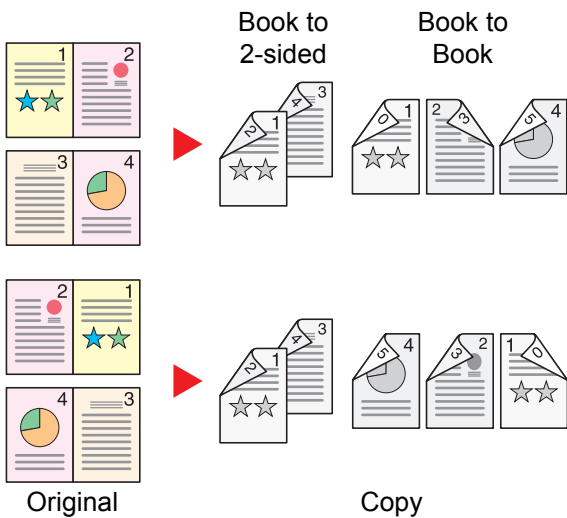 Book to
2-sided
Book to
Book
1 2
3 4
2 1 4 3
0 1 2 3 5 4
2 1
4 3
2 1 4 3
5 4 3 2 1 0
Original
Copy